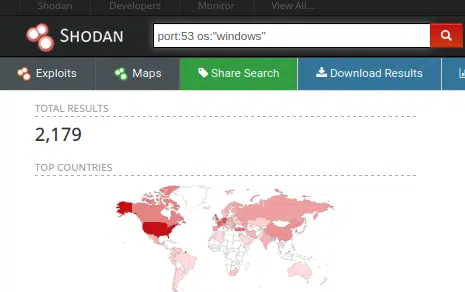 Shodan Developers Monitor View All...
SHODAN port:53 os:"windows"
Exploits Maps Share Search Download Results
TOTAL RESULTS
2,179
TOP COUNTRIES